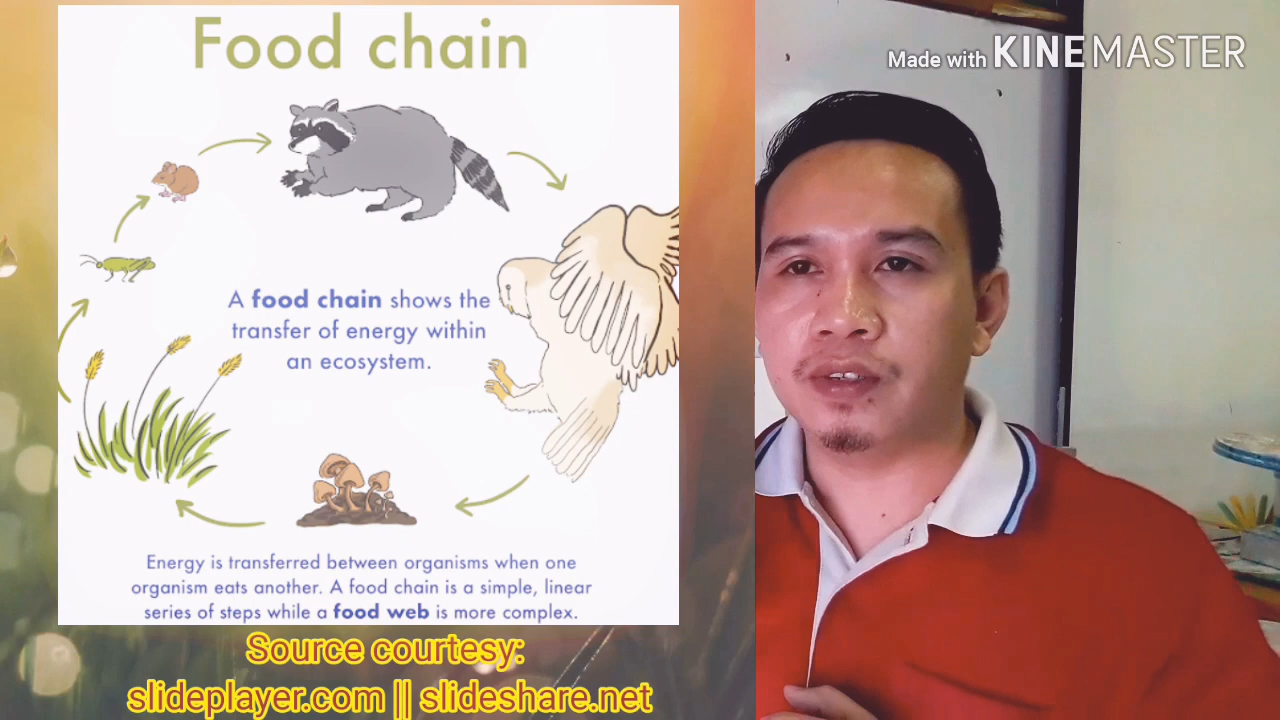 Food chain
Made with KINEMASTER
A food chain shows the
transfer of energy within
an ecosystem.
Energy is transferred between organisms when one
organism eats another. A food chain is a simple, linear
series of steps while a food web is more complex.
Source courtesy:
slideplayer.com || slideshare.net